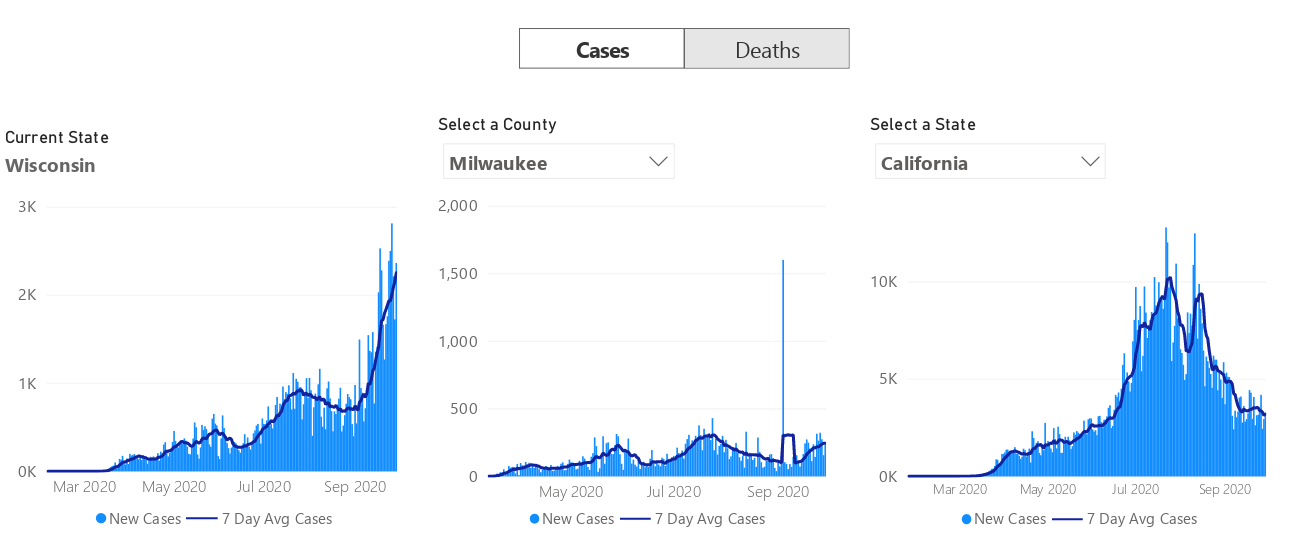 Cases Deaths
Current State
Wisconsin
3K
2K
1K
0K
Mar 2020 May 2020 Jul 2020 Sep 2020
New Cases 7 Day Avg Cases
Select a County
Milwaukee
2,000
1,500
1,000
500
0
May 2020 Jul 2020 Sep 2020
New Cases 7 Day Avg Cases
Select a State
California
10K
5K
0K
Mar 2020 May 2020 Jul 2020 Sep 2020
New Cases 7 Day Avg Cases